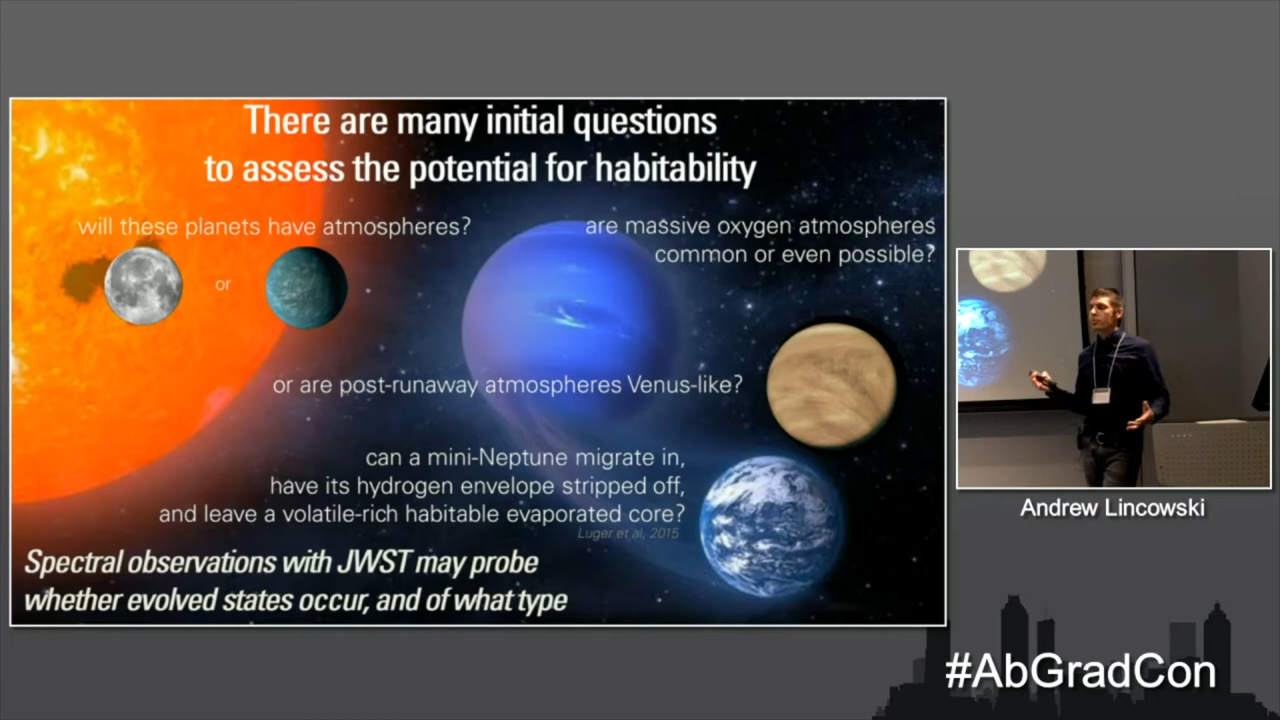 There are many initial questions
to assess the potential for habitability
will these planets have atmospheres?
or
are massive oxygen atmospheres
common or even possible?
or are post-runaway atmospheres Venus-like?
can a mini-Neptune migrate in,
have its hydrogen envelope stripped off,
and leave a volatile-rich habitable evaporated core?
Luger et al, 2015
Spectral observations with JWST may probe
whether evolved states occur, and of what type
Andrew Lincowski
#AbGradCon